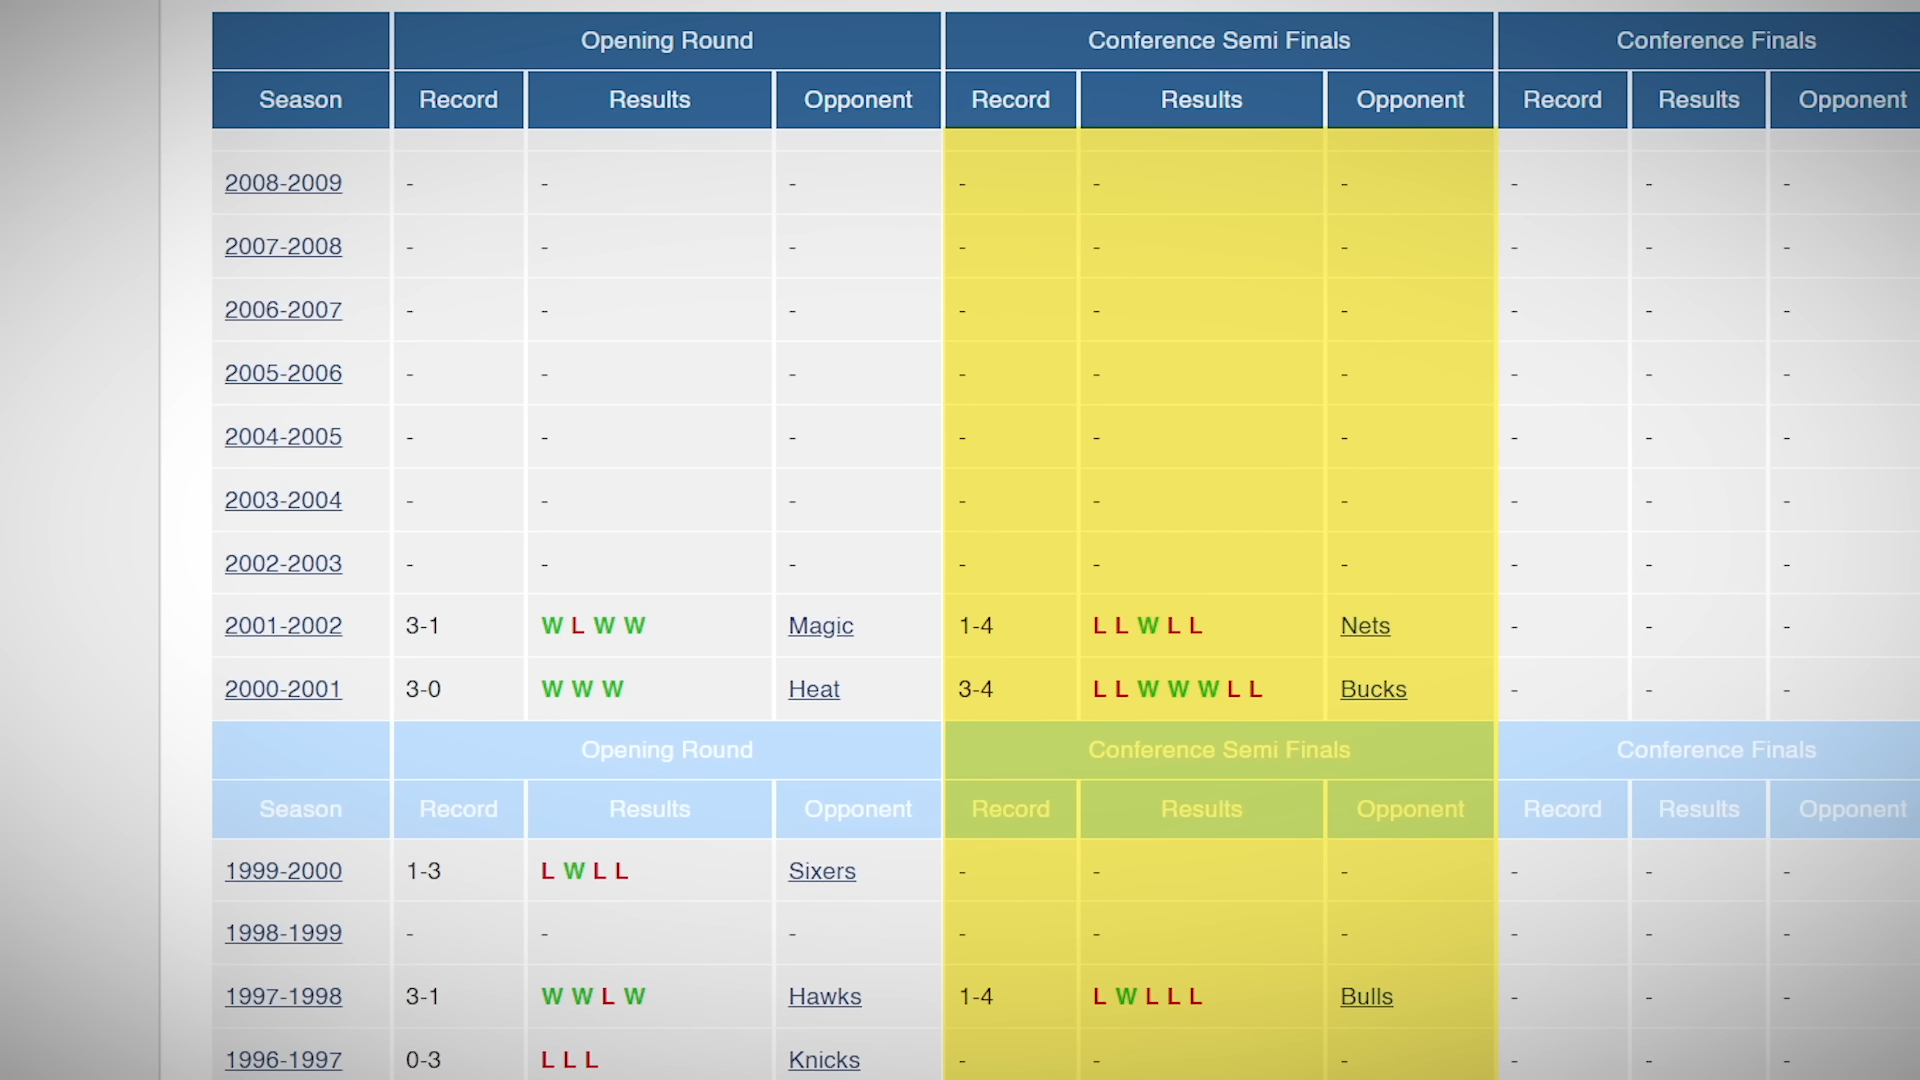 Opening Round Conference Semi Finals Conference Finals
Season Record Results Opponent Record Results Opponent Record Results Opponent
2008-2009 - - - - - - - - -
2007-2008 - - - - - - - - -
2006-2007 - - - - - - - - -
2005-2006 - - - - - - - - -
2004-2005 - - - - - - - - -
2003-2004 - - - - - - - - -
2002-2003 - - - - - - - - -
2001-2002 3-1 W L W W Magic 1-4 L L W L L Nets - - -
2000-2001 3-0 W W W Heat 3-4 L L W W W L L Bucks - - -
Opening Round Conference Semi Finals Conference Finals
Season Record Results Opponent Record Results Opponent Record Results Opponent
1999-2000 1-3 L W L L Sixers - - - - - -
1998-1999 - - - - - - - - -
1997-1998 3-1 W W L W Hawks 1-4 L W L L L Bulls - - -
1996-1997 0-3 L L L Knicks - - - - - -